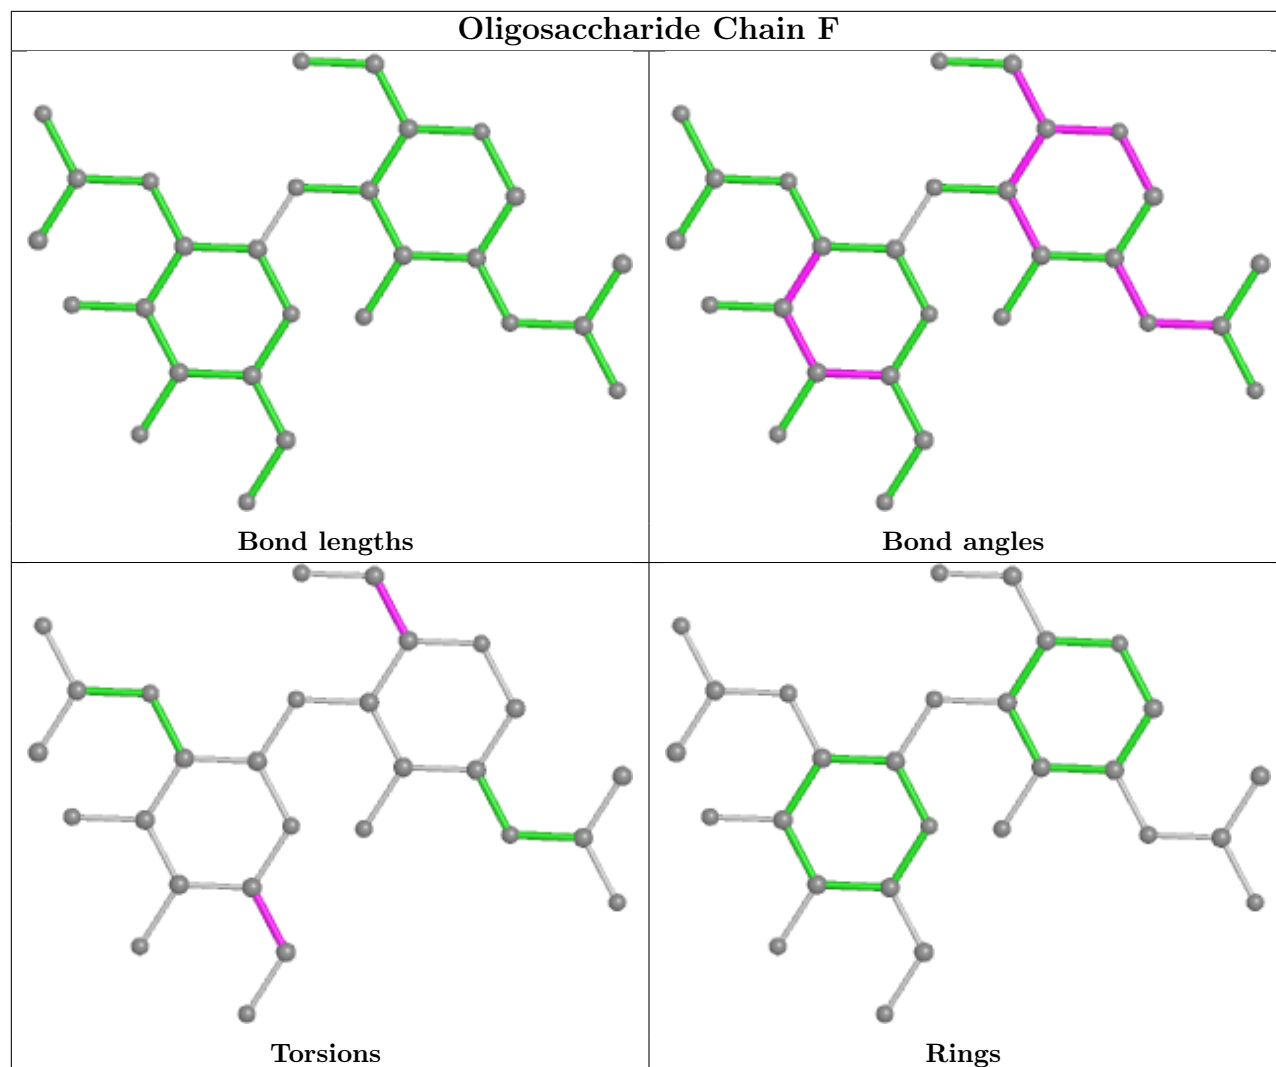 Oligosaccharide Chain F
Bond lengths
Bond angles
Torsions
Rings